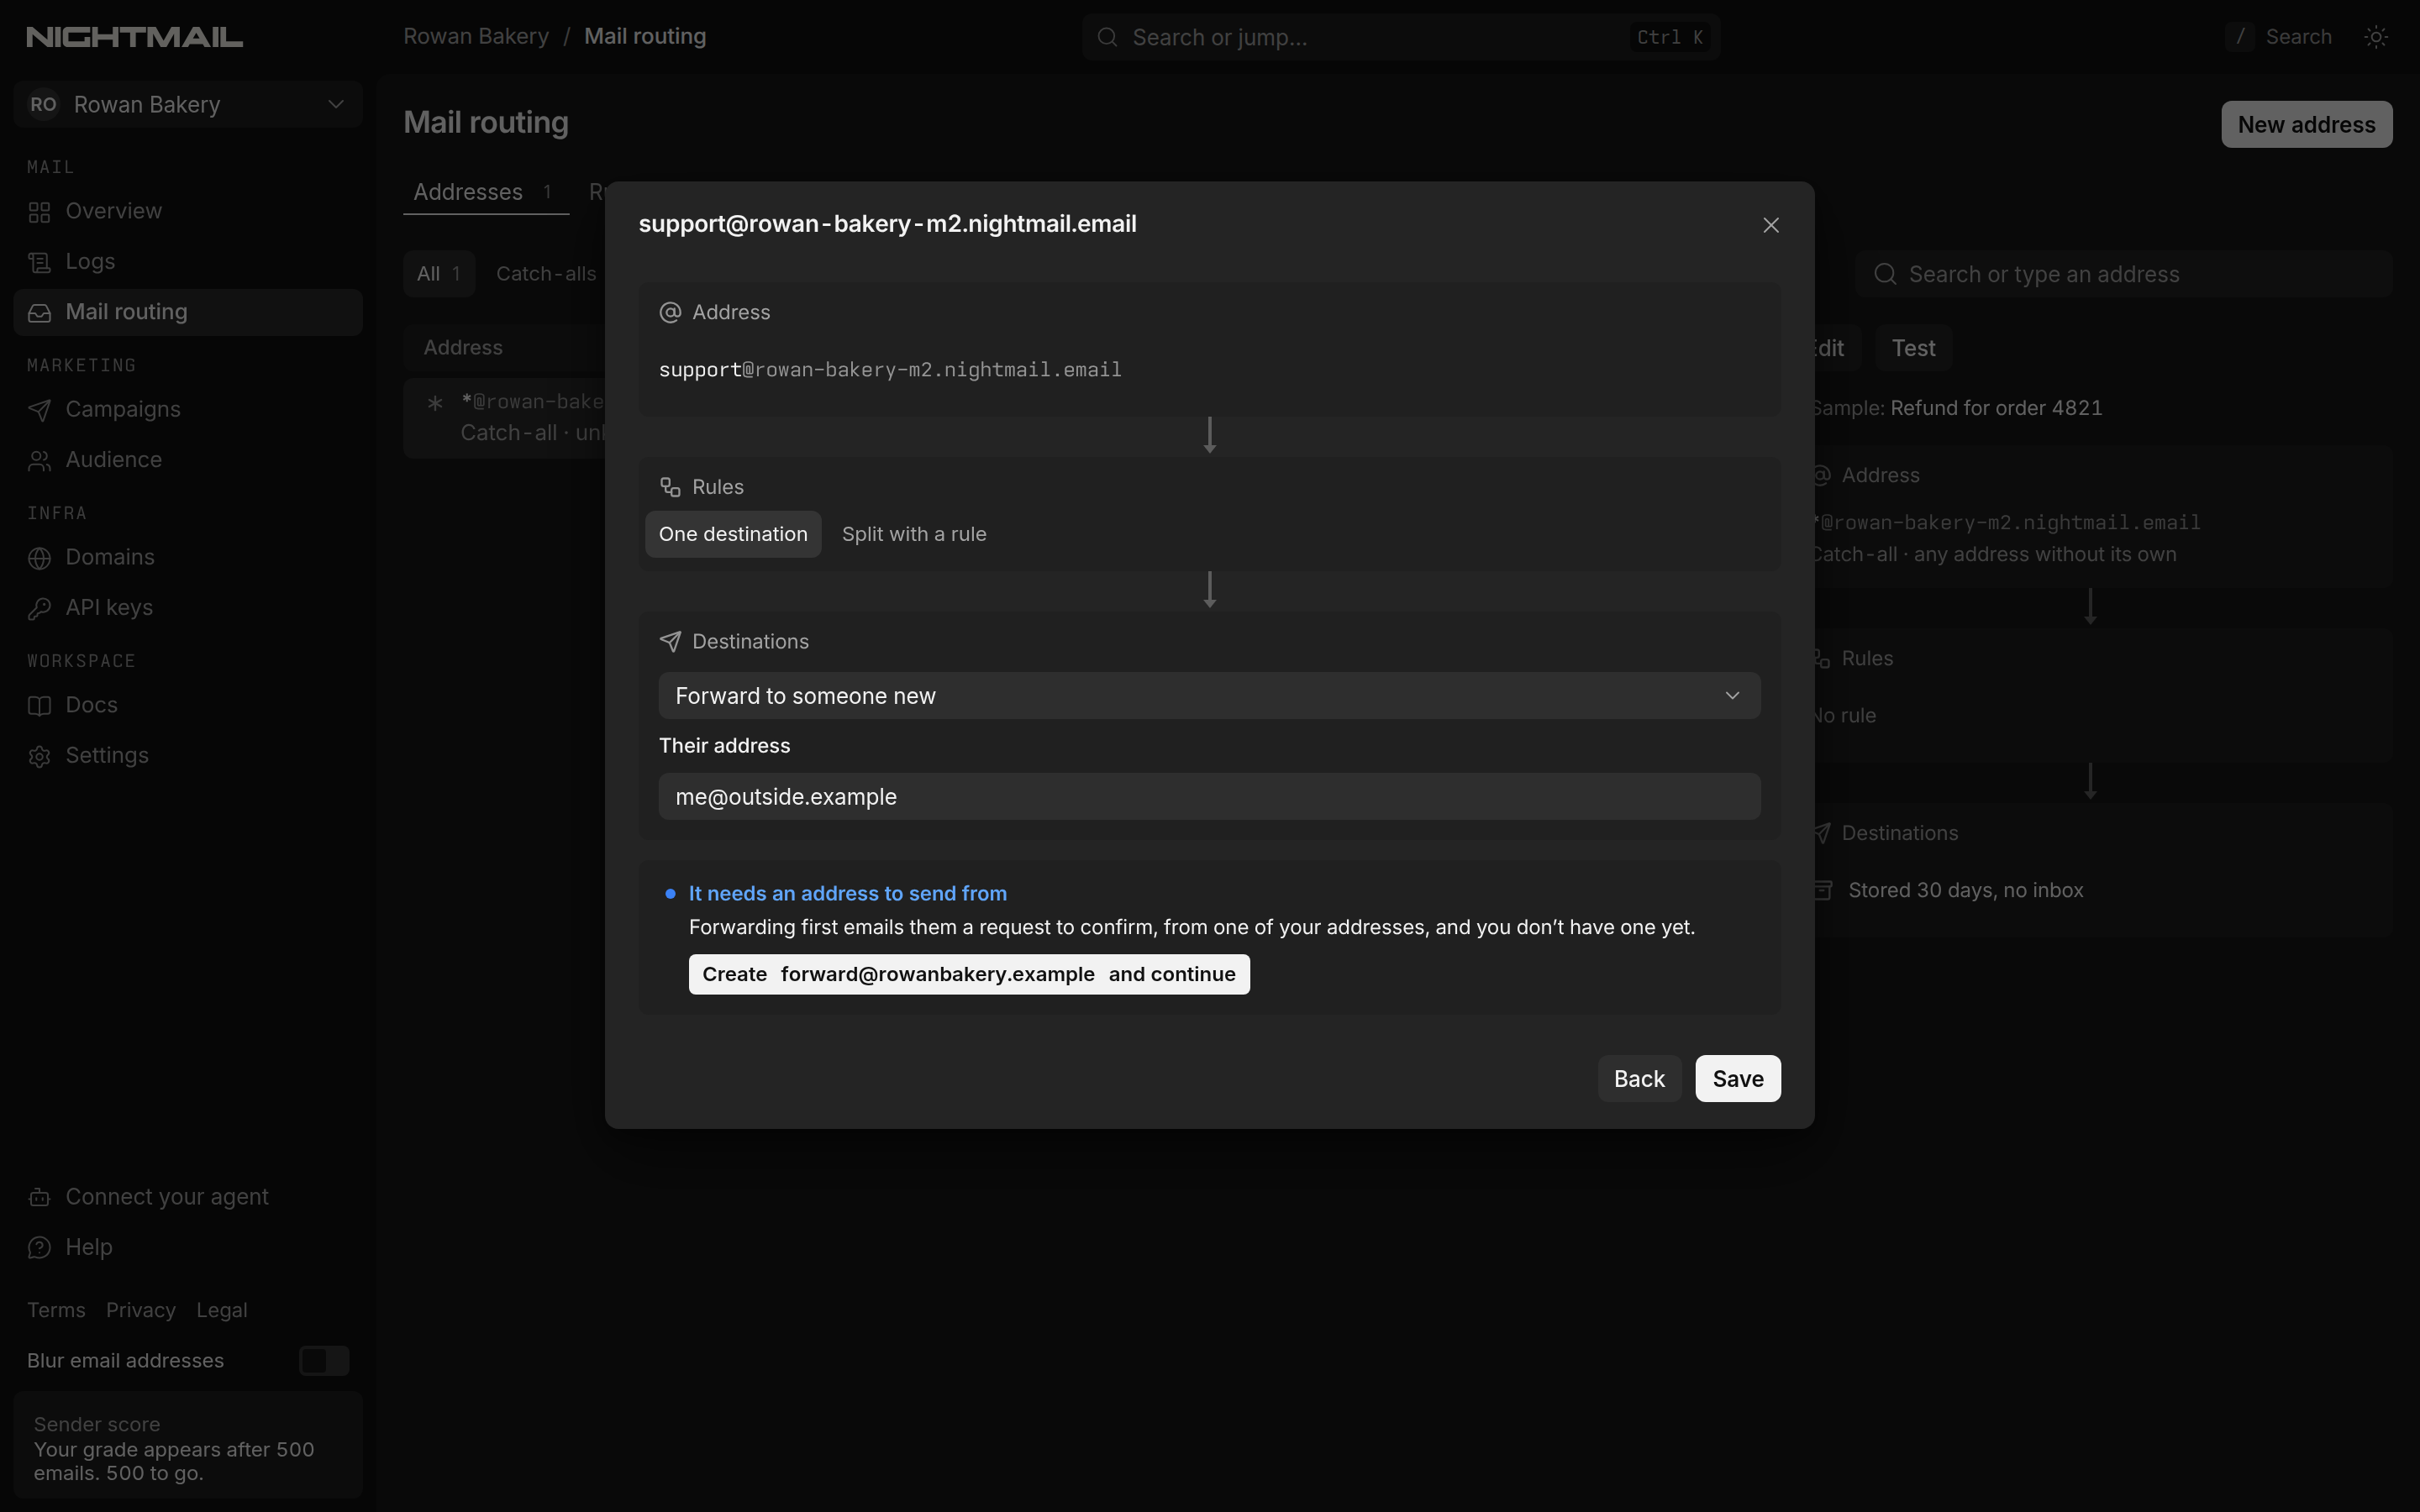 NIGHTMAIL
Rowan Bakery / Mail routing
Search or jump... Ctrl K
/ Search
RO Rowan Bakery
MAIL
Overview
Logs
Mail routing
MARKETING
Campaigns
Audience
INFRA
Domains
API keys
WORKSPACE
Docs
Settings
Connect your agent
Help
Terms Privacy Legal
Blur email addresses
Sender score
Your grade appears after 500
emails. 500 to go.
Mail routing
New address
Addresses 1
All 1 Catch-alls
Search or type an address
Address
*@rowan-bake
Catch-all ·
support@rowan-bakery-m2.nightmail.email
Address
support@rowan-bakery-m2.nightmail.email
Rules
One destination Split with a rule
Destinations
Forward to someone new
Their address
me@outside.example
It needs an address to send from
Forwarding first emails them a request to confirm, from one of your addresses, and you don’t have one yet.
Create forward@rowanbakery.example and continue
Back Save
Edit Test
Sample: Refund for order 4821
Address
*@rowan-bakery-m2.nightmail.email
Catch-all · any address without its own
Rules
No rule
Destinations
Stored 30 days, no inbox